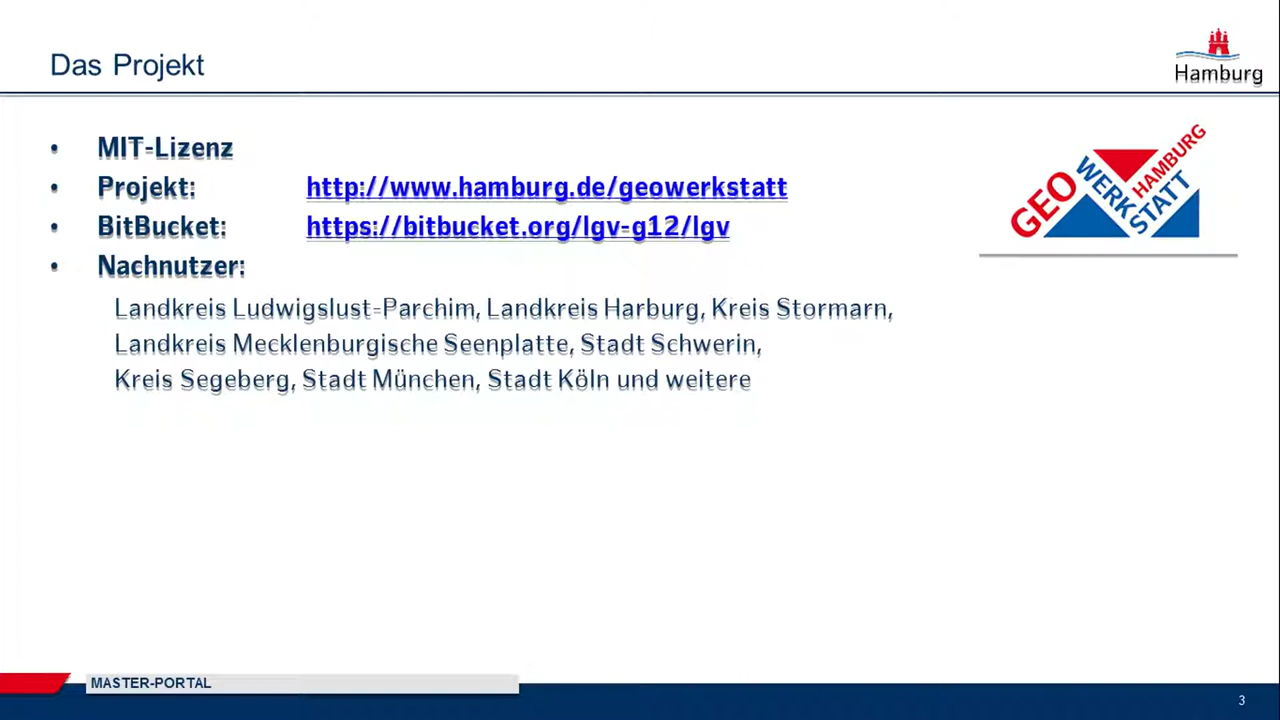 Das Projekt
Hamburg
• MIT-Lizenz
• Projekt: http://www.hamburg.de/geowerkstatt
• BitBucket: https://bitbucket.org/lgv-g12/lgv
• Nachnutzer:
Landkreis Ludwigslust-Parchim, Landkreis Harburg, Kreis Stormarn,
Landkreis Mecklenburgische Seenplatte, Stadt Schwerin,
Kreis Segeberg, Stadt München, Stadt Köln und weitere
GEO
WERK
STATT
HAMBURG
MASTER-PORTAL
3